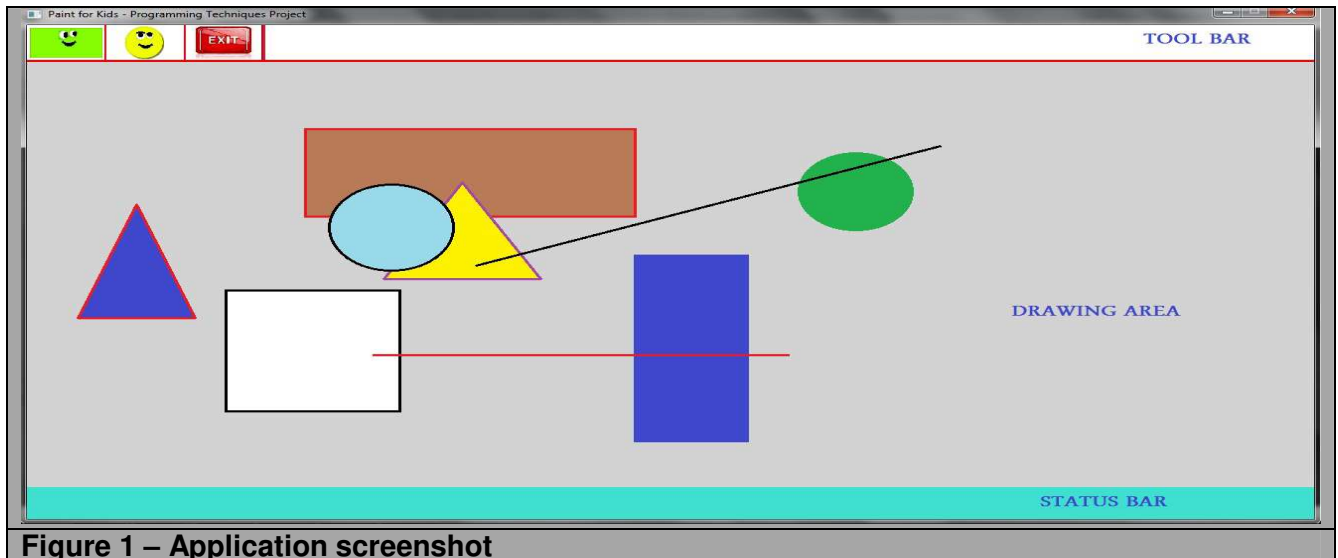 Paint for Kids - Programming Techniques Project
EXIT
TOOL BAR
DRAWING AREA
STATUS BAR
Figure 1 – Application screenshot